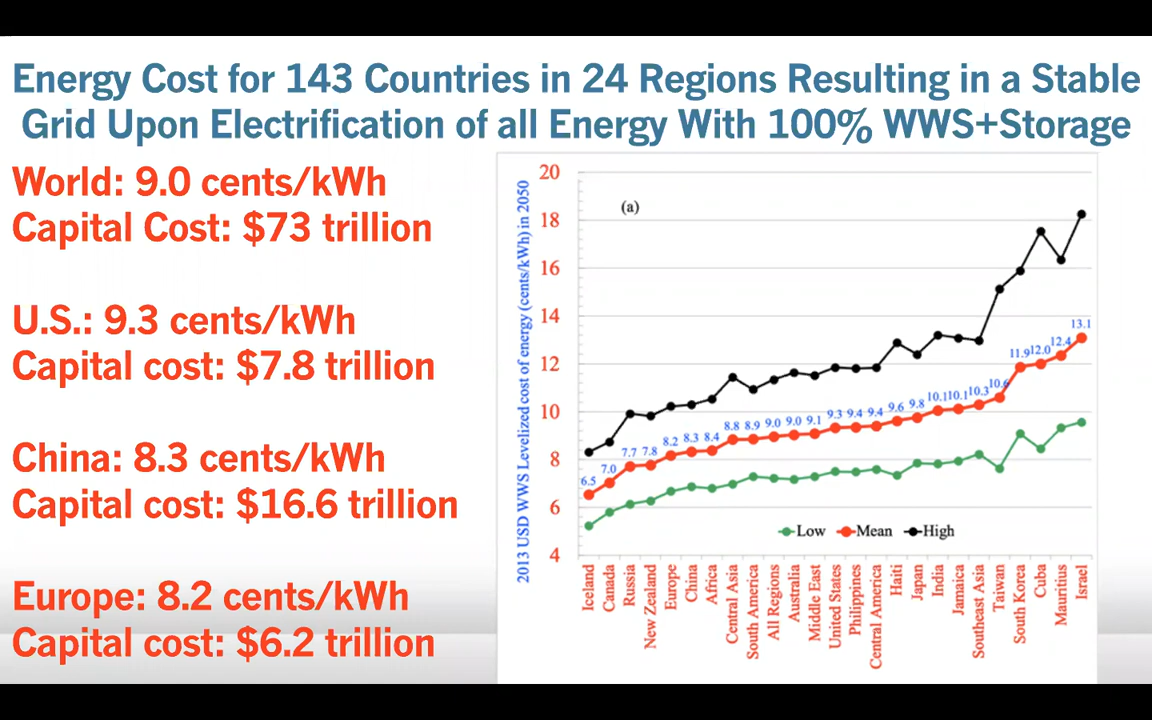 Energy Cost for 143 Countries in 24 Regions Resulting in a Stable
Grid Upon Electrification of all Energy With 100% WWS+Storage
World: 9.0 cents/kWh
Capital Cost: $73 trillion
U.S.: 9.3 cents/kWh
Capital cost: $7.8 trillion
China: 8.3 cents/kWh
Capital cost: $16.6 trillion
Europe: 8.2 cents/kWh
Capital cost: $6.2 trillion
2013 USD WWS Levelized cost of energy (cents/kWh) in 2050
20
18
16
14
12
10
8
6
4
(a)
6.5
7.0
7.7
7.8
8.2
8.3
8.4
8.8
8.9
9.0
9.0
9.1
9.3
9.4
9.4
9.6
9.8
10.1
10.1
10.3
10.6
11.9
12.0
12.4
13.1
Low Mean High
Iceland
Canada
Russia
New Zealand
Europe
China
Africa
Central Asia
South America
All Regions
Australia
Middle East
United States
Philippines
Central America
Haiti
Japan
India
Jamaica
Southeast Asia
Taiwan
South Korea
Cuba
Mauritius
Israel